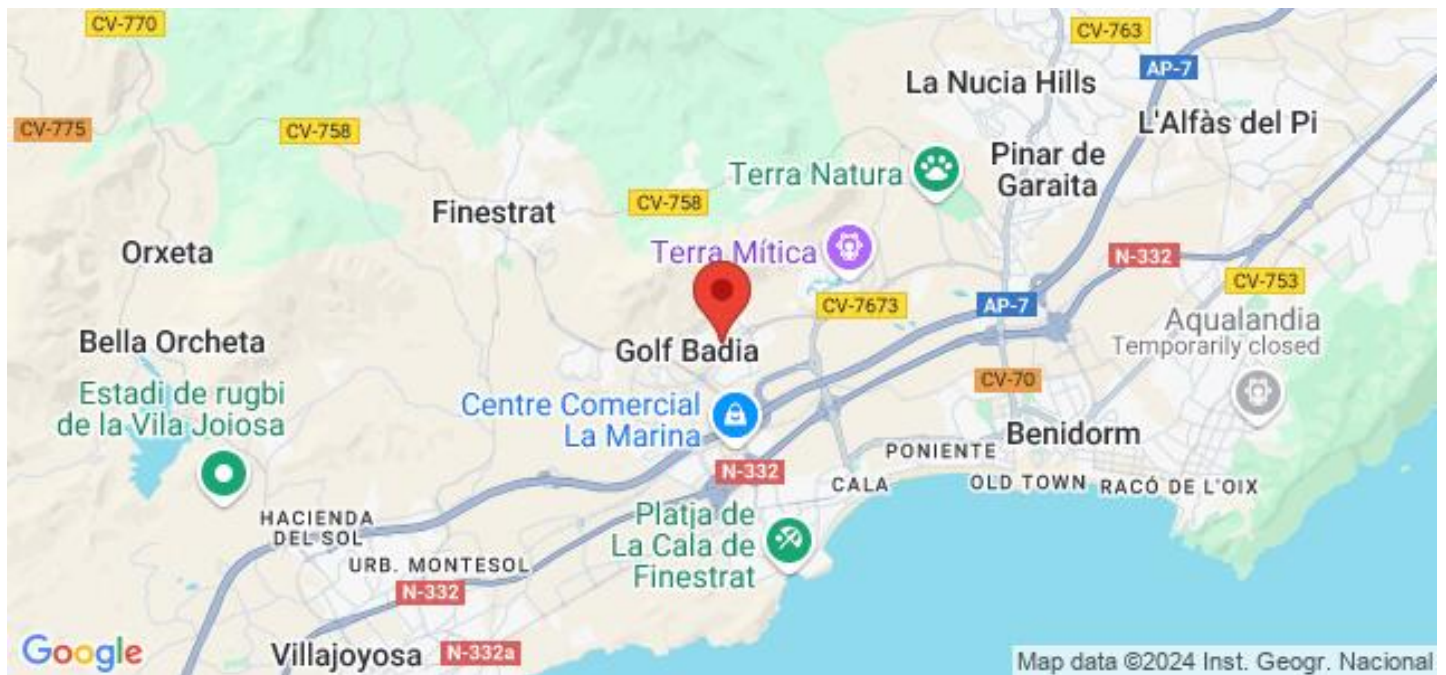 CV-770
CV-763
AP-7
La Nucia Hills
L'Alfàs del Pi
CV-775
CV-758
Pinar de
Garaita
Terra Natura
CV-758
Finestrat
Orxeta
Terra Mítica
N-332
CV-753
CV-7673
AP-7
Aqualandia
Temporarily closed
Bella Orcheta
Golf Badia
Estadi de rugbi
de la Vila Joiosa
CV-70
Centre Comercial
La Marina
Benidorm
PONIENTE
N-332
CALA
OLD TOWN
RACÓ DE L'OIX
HACIENDA
DEL SOL
Platja de
La Cala de
Finestrat
URB. MONTESOL
N-332
Villajoyosa
N-332a
Google
Map data ©2024 Inst. Geogr. Nacional